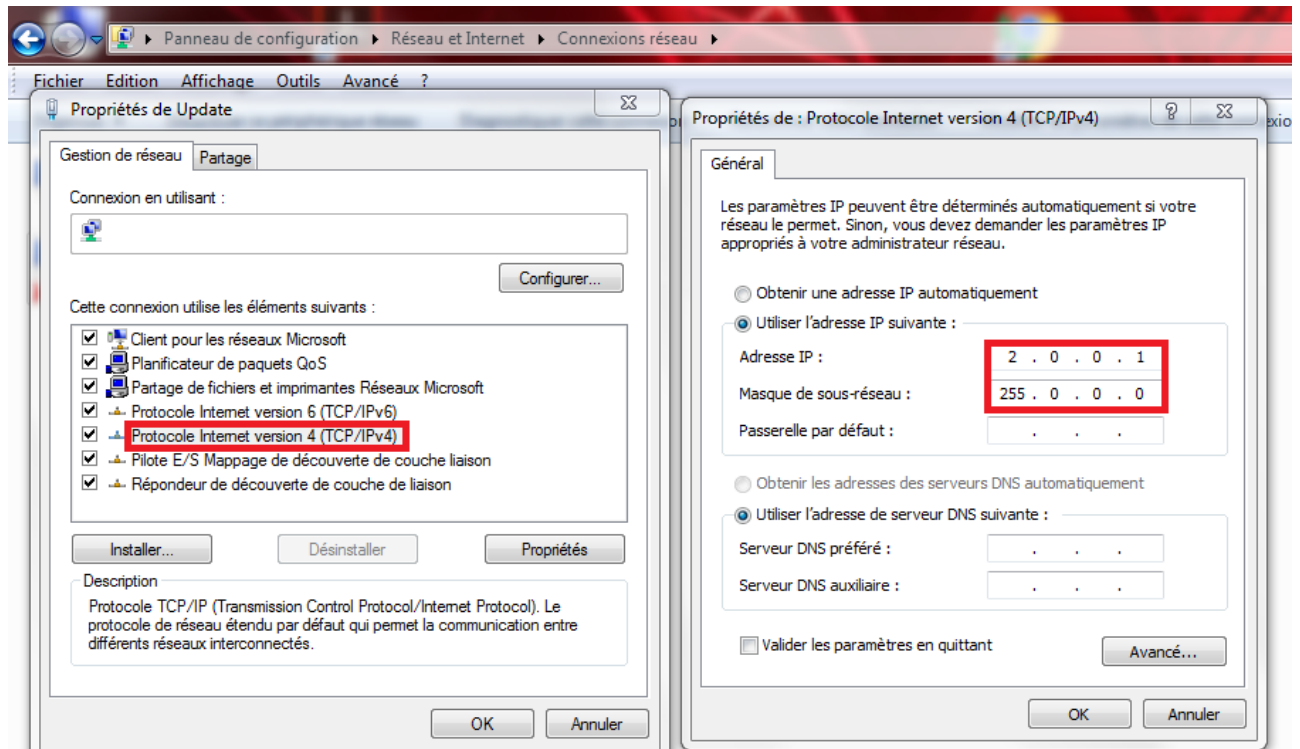 Panneau de configuration Réseau et Internet Connexions réseau
Fichier Edition Affichage Outils Avancé ?
Propriétés de Update
Gestion de réseau Partage
Connexion en utilisant :
Configurer...
Cette connexion utilise les éléments suivants :
Client pour les réseaux Microsoft
Planificateur de paquets QoS
Partage de fichiers et imprimantes Réseaux Microsoft
Protocole Internet version 6 (TCP/IPv6)
Protocole Internet version 4 (TCP/IPv4)
Pilote E/S Mappage de découverte de couche liaison
Répondeur de découverte de couche de liaison
Installer... Désinstaller Propriétés
Description
Protocole TCP/IP (Transmission Control Protocol/Internet Protocol). Le
protocole de réseau étendu par défaut qui permet la communication entre
différents réseaux interconnectés.
OK Annuler
Propriétés de : Protocole Internet version 4 (TCP/IPv4) ?
Général
Les paramètres IP peuvent être déterminés automatiquement si votre
réseau le permet. Sinon, vous devez demander les paramètres IP
appropriés à votre administrateur réseau.
Obtenir une adresse IP automatiquement
Utiliser l'adresse IP suivante :
Adresse IP : 2 . 0 . 0 . 1
Masque de sous-réseau : 255 . 0 . 0 . 0
Passerelle par défaut : . . .
Obtenir les adresses des serveurs DNS automatiquement
Utiliser l'adresse de serveur DNS suivante :
Serveur DNS préféré : . . .
Serveur DNS auxiliaire : . . .
Valider les paramètres en quittant
Avancé...
OK Annuler